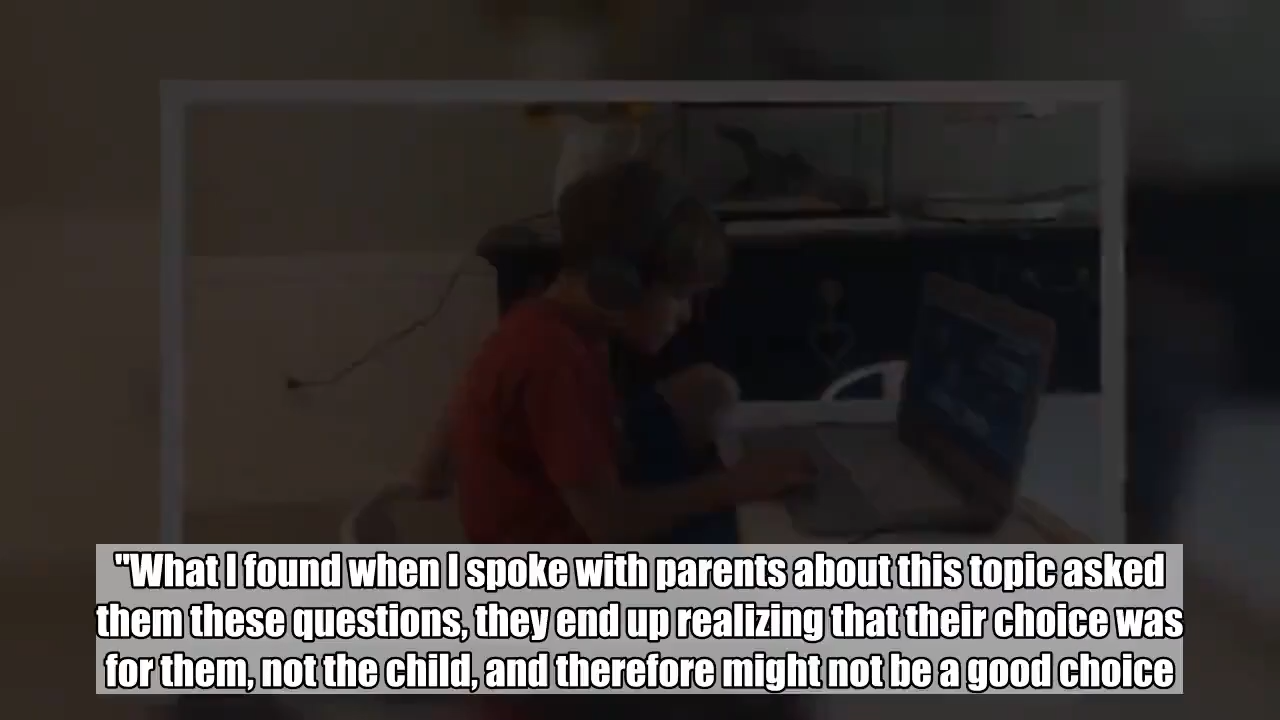 "What I found when I spoke with parents about this topic asked
them these questions, they end up realizing that their choice was
for them, not the child, and therefore might not be a good choice